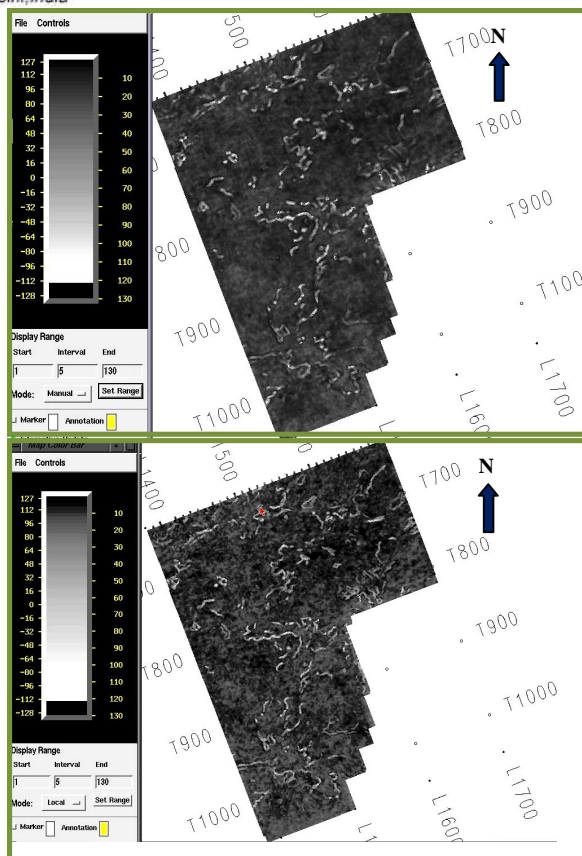 File Controls
127
112
96
80
64
48
32
16
0
-16
-32
-48
-64
-80
-96
-112
-128
10
20
30
40
50
60
70
80
90
100
110
120
130
Display Range
Start Interval End
1 5 130
Mode: Manual Set Range
Marker Annotation
500
T700
N
T800
T900
800
T900
T1000
L1700
L1600
Map Color Bar
File Controls
127
112
96
80
64
48
32
16
0
-16
-32
-48
-64
-80
-96
-112
-128
10
20
30
40
50
60
70
80
90
100
110
120
130
Display Range
Start Interval End
1 5 130
Mode: Local Set Range
Marker Annotation
L1400
1500
T700
N
T800
T900
T1000
T800
T900
T1000
L1600
L1700